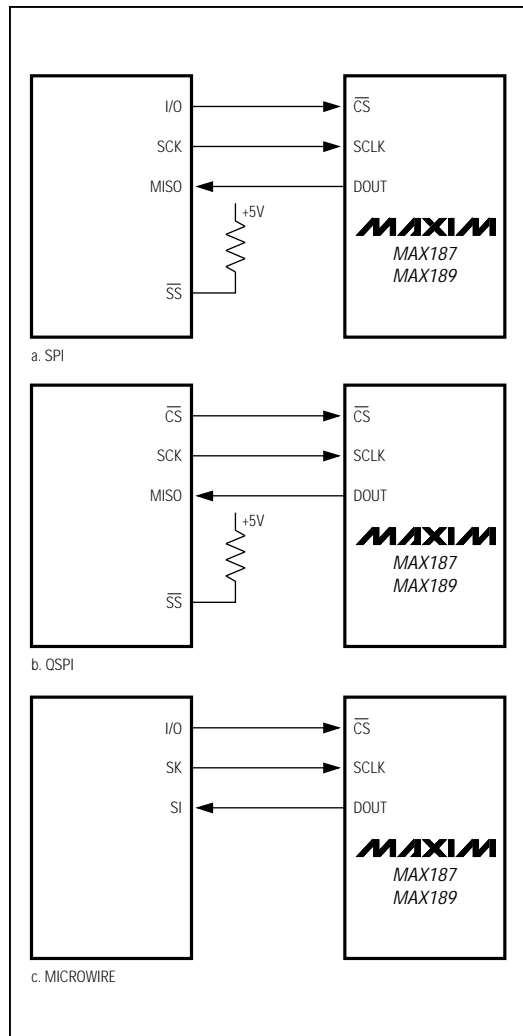 I/O CS
SCK SCLK
MISO DOUT
+5V
MAXIM
MAX187
MAX189
SS
a. SPI
CS CS
SCK SCLK
MISO DOUT
+5V
MAXIM
MAX187
MAX189
SS
b. QSPI
I/O CS
SK SCLK
SI DOUT
MAXIM
MAX187
MAX189
c. MICROWIRE